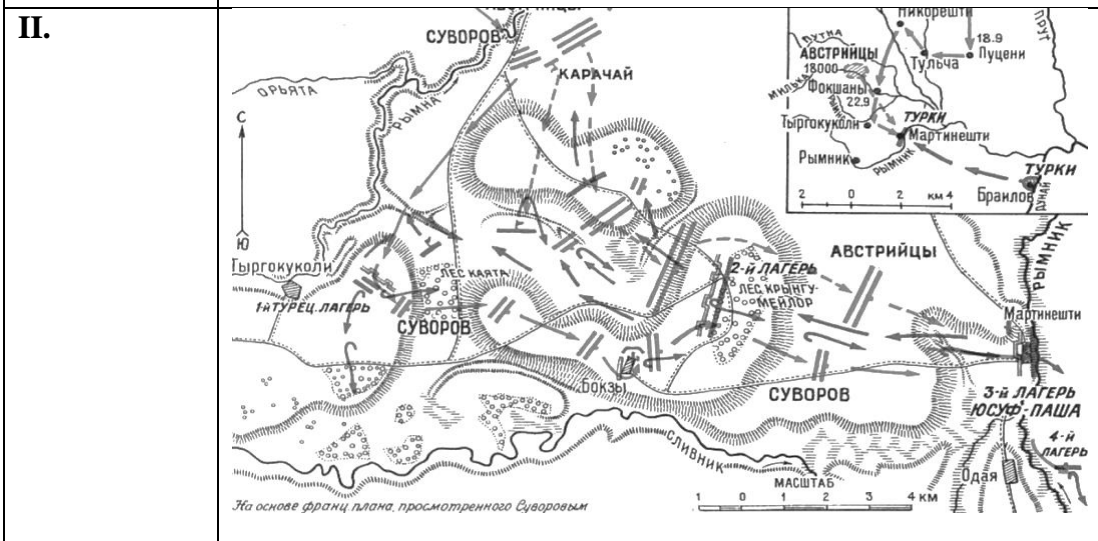 II.
АВСТРИЙЦЫ
СУВОРОВ
КАРАЧАЙ
ОРЬЯТА
РЫМНА
С
Ю
Тыргокуколи
1-й ТУРЕЦ. ЛАГЕРЬ
ЛЕС КАЯТА
СУВОРОВ
Бокзы
2-й ЛАГЕРЬ
ЛЕС КРЫНГУ-
МЕЙЛОР
АВСТРИЙЦЫ
СУВОРОВ
РЫМНИК
Мартинешти
3-й ЛАГЕРЬ
ЮСУФ-ПАША
4-й
ЛАГЕРЬ
Одая
СЛИВНИК
МАСШТАБ
1 0 1 2 3 4 КМ
На основе франц плана, просмотренного Суворовым
Никорешти
ПРУТ
ПУТНА
18.9
АВСТРИЙЦЫ
Пуцени
18000
Тульча
МИЛЬКА
Фокшаны
22.9
ТУРКИ
Тыргокуколи
Мартинешти
Рымник
РЫМНИК
ТУРКИ
Браилов
ДУНАЙ
2 0 2 КМ 4